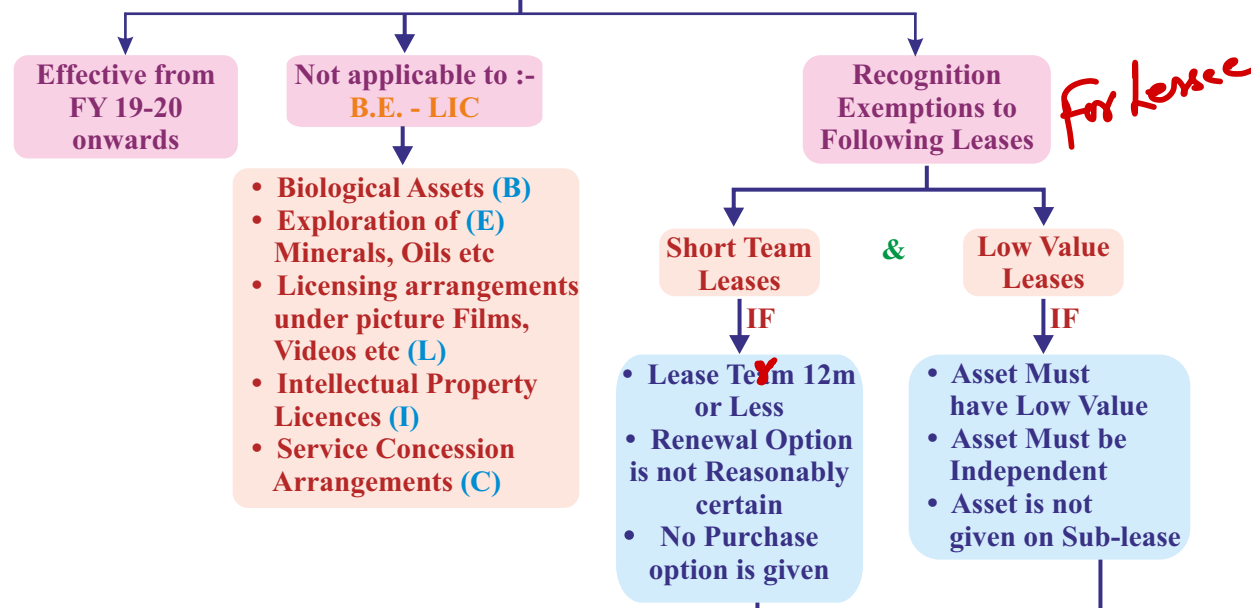 Effective from
FY 19-20
onwards
Not applicable to :-
B.E. - LIC
Recognition
Exemptions to
Following Leases
For Lessee
• Biological Assets (B)
• Exploration of (E)
Minerals, Oils etc
• Licensing arrangements
under picture Films,
Videos etc (L)
• Intellectual Property
Licences (I)
• Service Concession
Arrangements (C)
Short Team
Leases
&
Low Value
Leases
IF
IF
• Lease Term 12m
or Less
• Renewal Option
is not Reasonably
certain
• No Purchase
option is given
• Asset Must
have Low Value
• Asset Must be
Independent
• Asset is not
given on Sub-lease